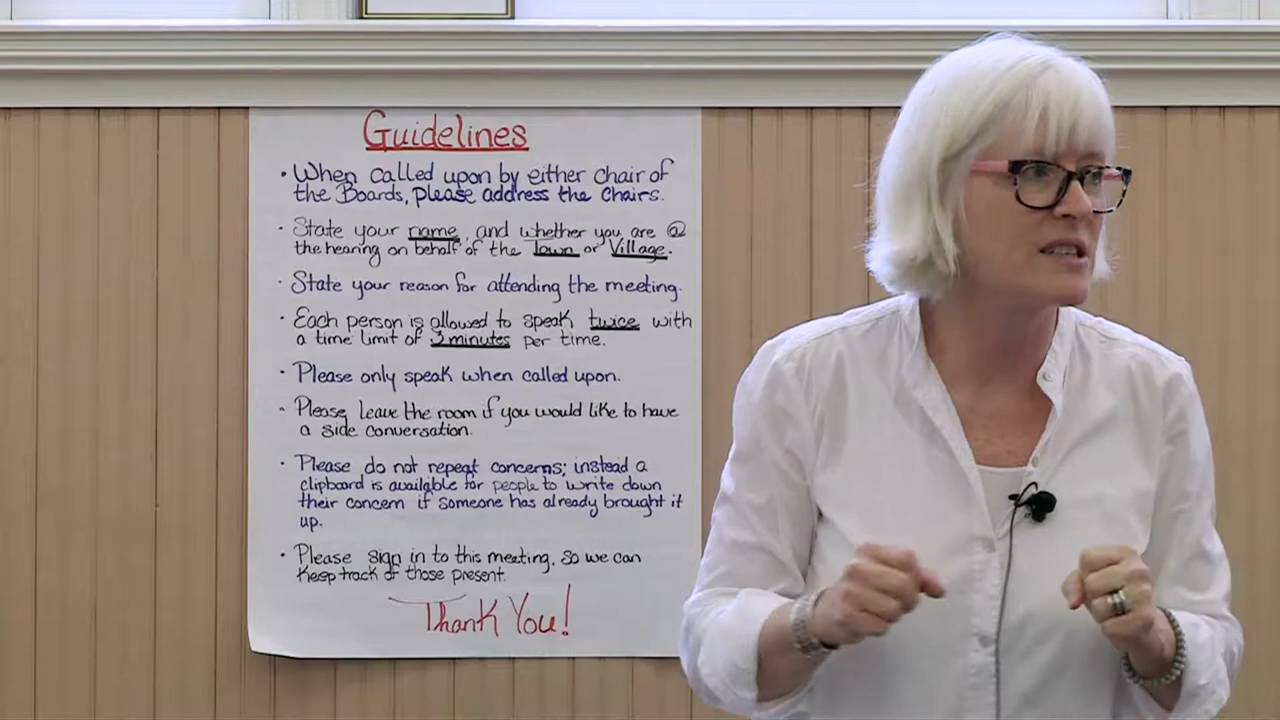 Guidelines
• When called upon by either chair of
the Boards, please address the Chairs.
• State your name, and whether you are @
the hearing on behalf of the Town or Village.
• State your reason for attending the meeting.
• Each person is allowed to speak twice with
a time limit of 3 minutes per time.
• Please only speak when called upon.
• Please leave the room if you would like to have
a side conversation.
• Please do not repeat concerns; instead a
clipboard is available for people to write down
their concern if someone has already brought it
up.
• Please sign in to this meeting, so we can
Keep track of those present.
Thank You!